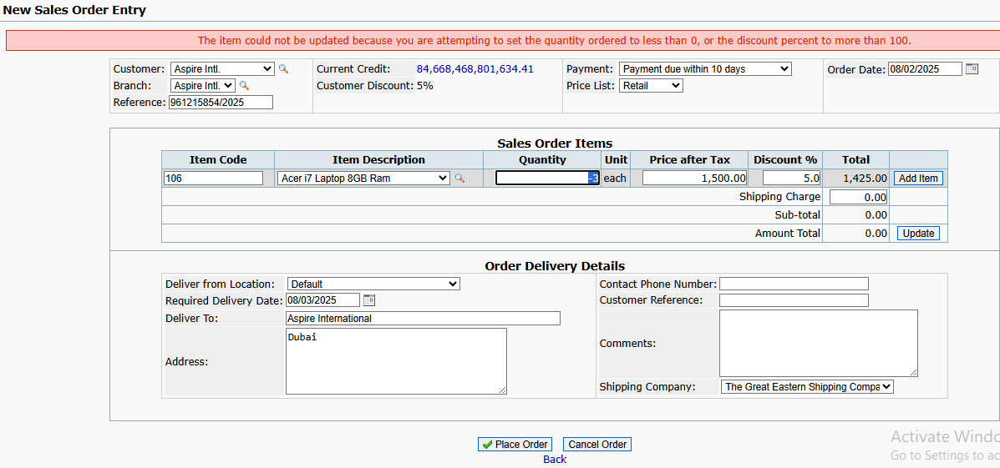 New Sales Order Entry
The item could not be updated because you are attempting to set the quantity ordered to less than 0, or the discount percent to more than 100.
Customer: Aspire Intl. Current Credit: 84,668,468,801,634.41 Payment: Payment due within 10 days Order Date: 08/02/2025
Branch: Aspire Intl. Customer Discount: 5% Price List: Retail
Reference: 961215854/2025
Sales Order Items
Item Code Item Description Quantity Unit Price after Tax Discount % Total
106 Acer i7 Laptop 8GB Ram -3 each 1,500.00 5.0 1,425.00 Add Item
Shipping Charge 0.00
Sub-total 0.00
Amount Total 0.00 Update
Order Delivery Details
Deliver from Location: Default Contact Phone Number:
Required Delivery Date: 08/03/2025 Customer Reference:
Deliver To: Aspire International
Address: Dubai Comments:
Shipping Company: The Great Eastern Shipping Compa
Place Order Cancel Order
Back
Activate Windo
Go to Settings to ac